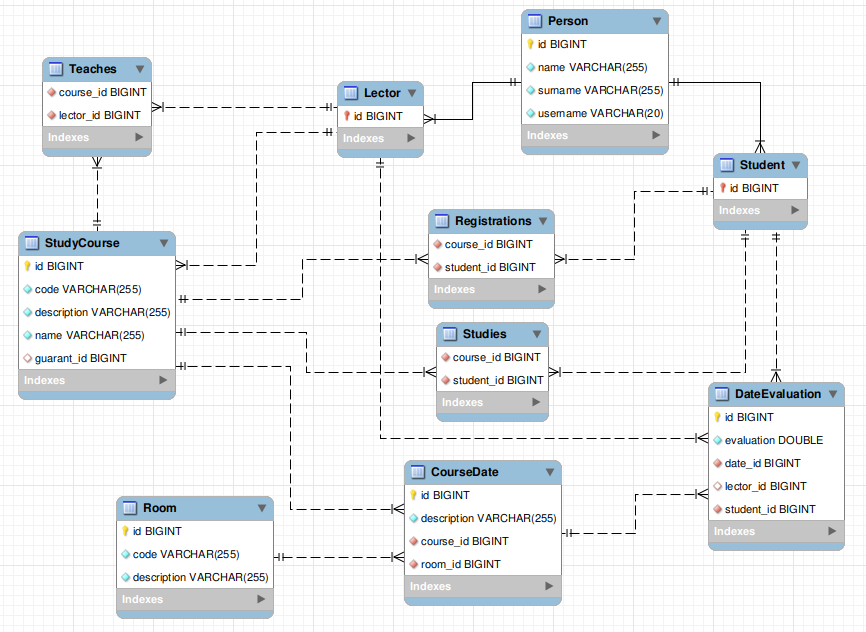 Person
id BIGINT
name VARCHAR(255)
surname VARCHAR(255)
username VARCHAR(20)
Indexes
Teaches
course_id BIGINT
lector_id BIGINT
Indexes
Lector
id BIGINT
Indexes
Student
id BIGINT
Indexes
Registrations
course_id BIGINT
student_id BIGINT
Indexes
StudyCourse
id BIGINT
code VARCHAR(255)
description VARCHAR(255)
name VARCHAR(255)
guarant_id BIGINT
Indexes
Studies
course_id BIGINT
student_id BIGINT
Indexes
DateEvaluation
id BIGINT
evaluation DOUBLE
date_id BIGINT
lector_id BIGINT
student_id BIGINT
Indexes
CourseDate
id BIGINT
description VARCHAR(255)
course_id BIGINT
room_id BIGINT
Indexes
Room
id BIGINT
code VARCHAR(255)
description VARCHAR(255)
Indexes